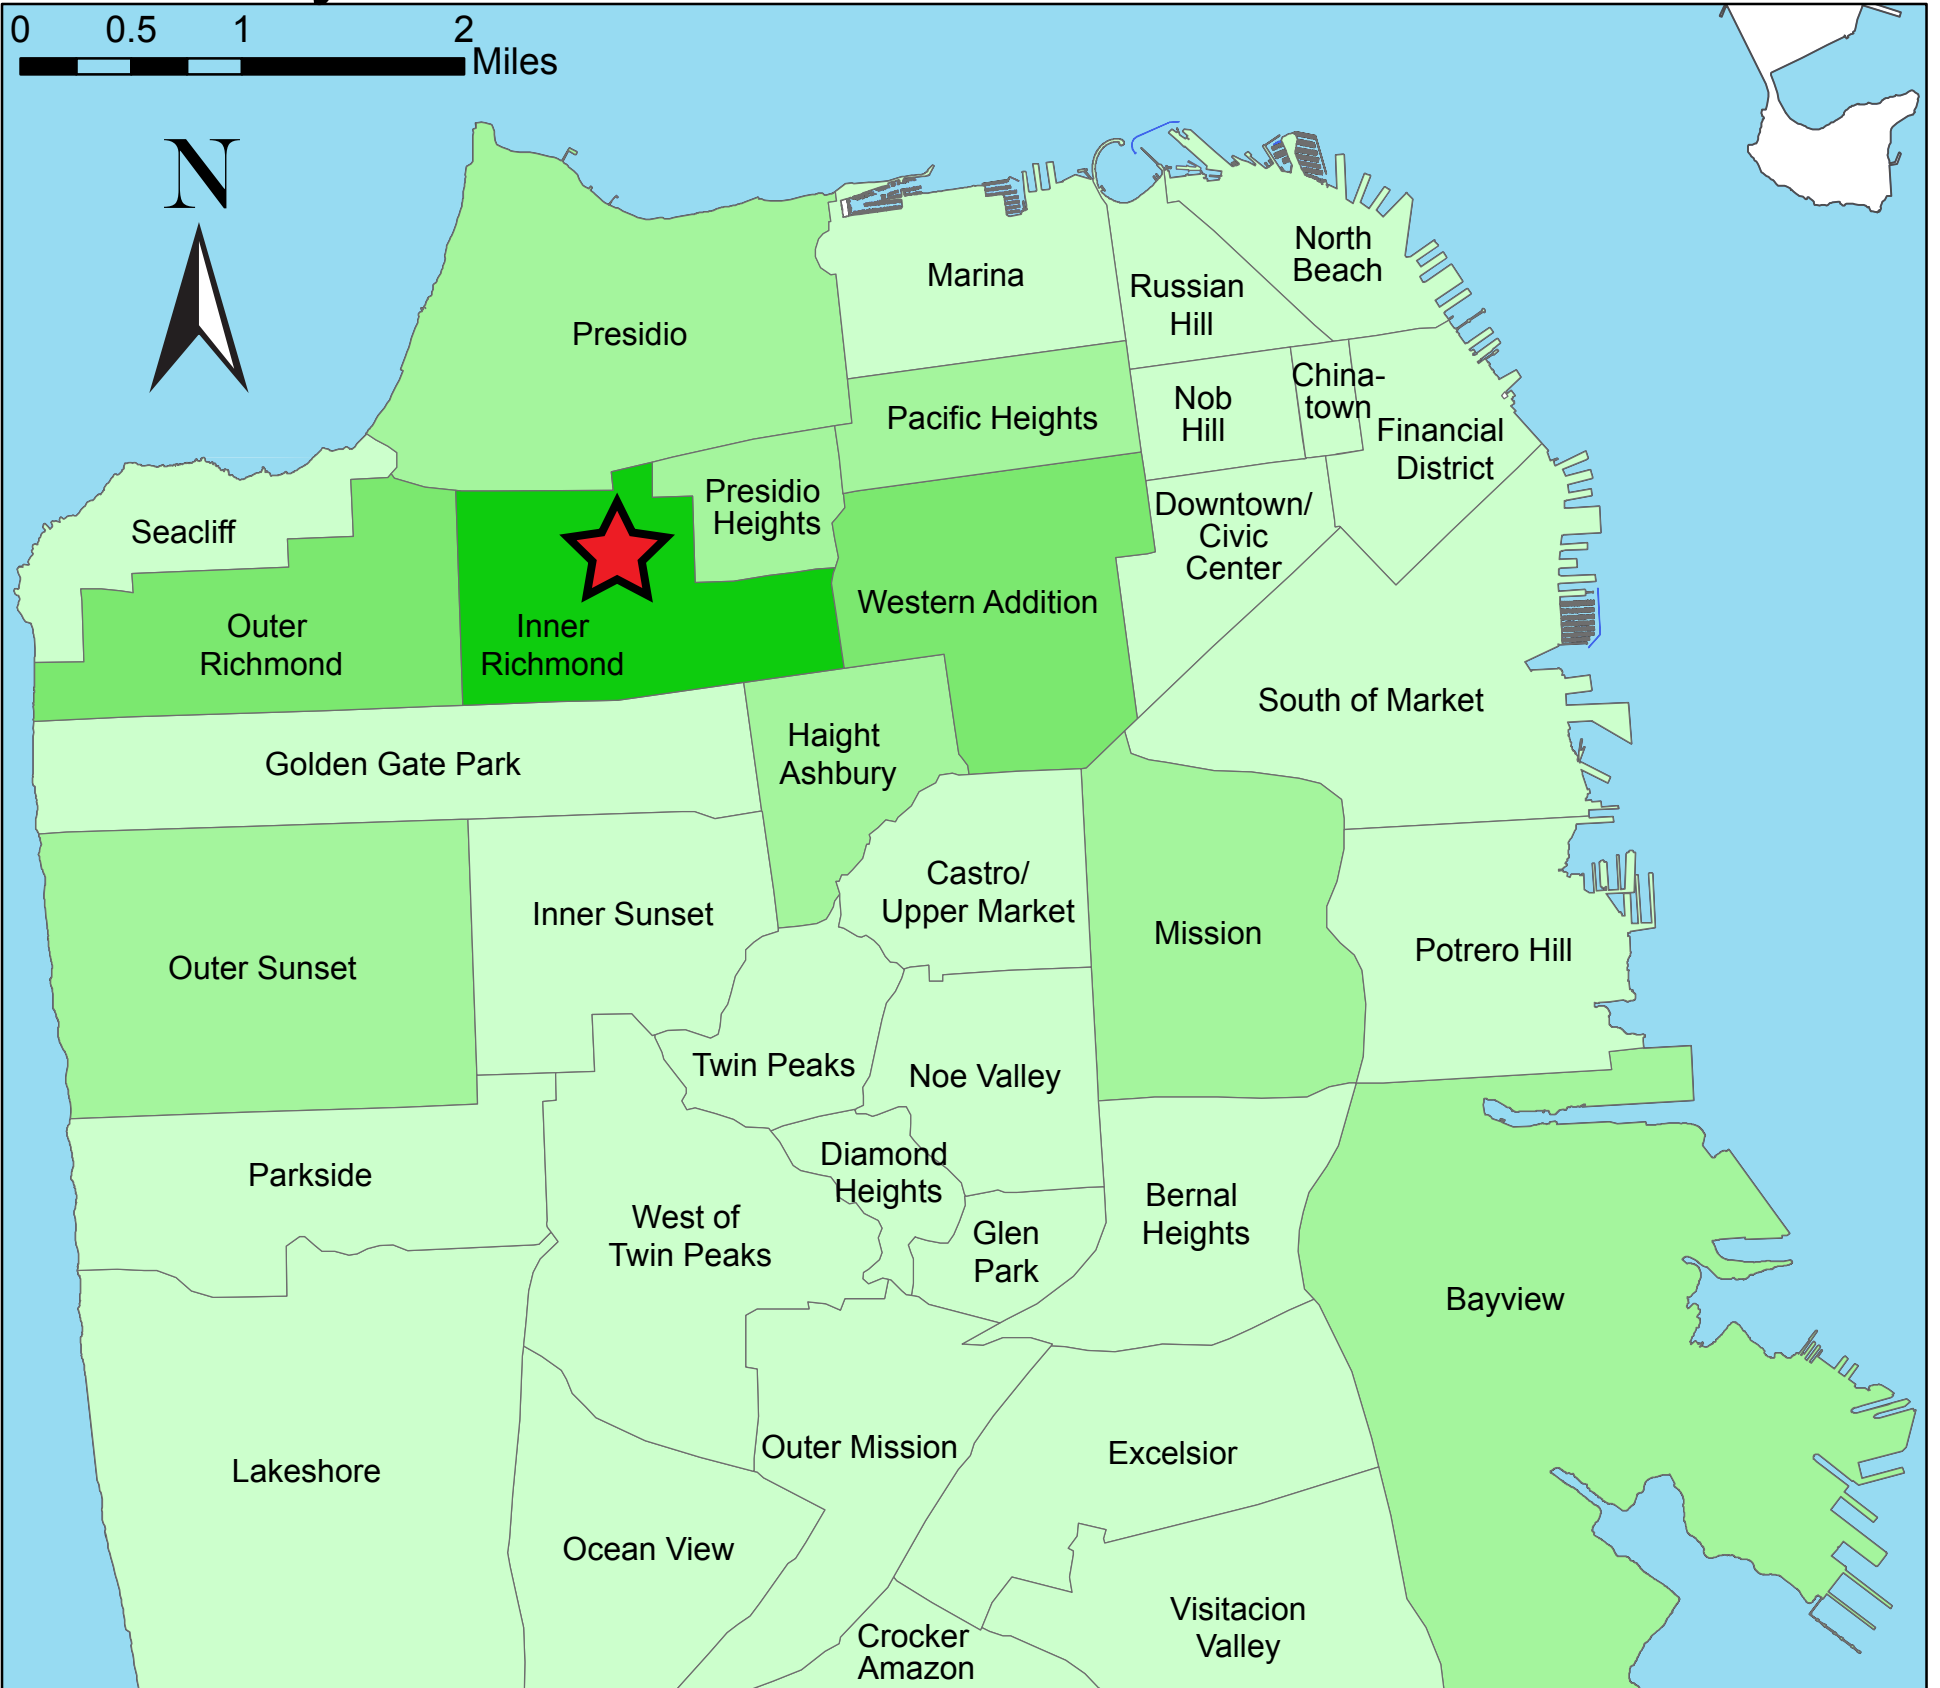 0 0.5 1 2
Miles
N
North
Beach
Marina
Russian
Hill
Presidio
China-
town
Nob
Hill
Pacific Heights
Financial
District
Presidio
Heights
Downtown/
Civic
Center
Seacliff
Western Addition
Outer
Richmond
Inner
Richmond
South of Market
Haight
Ashbury
Golden Gate Park
Castro/
Upper Market
Inner Sunset
Mission
Potrero Hill
Outer Sunset
Twin Peaks
Noe Valley
Diamond
Heights
Parkside
Bernal
Heights
West of
Twin Peaks
Glen
Park
Bayview
Outer Mission
Excelsior
Lakeshore
Ocean View
Visitacion
Valley
Crocker
Amazon